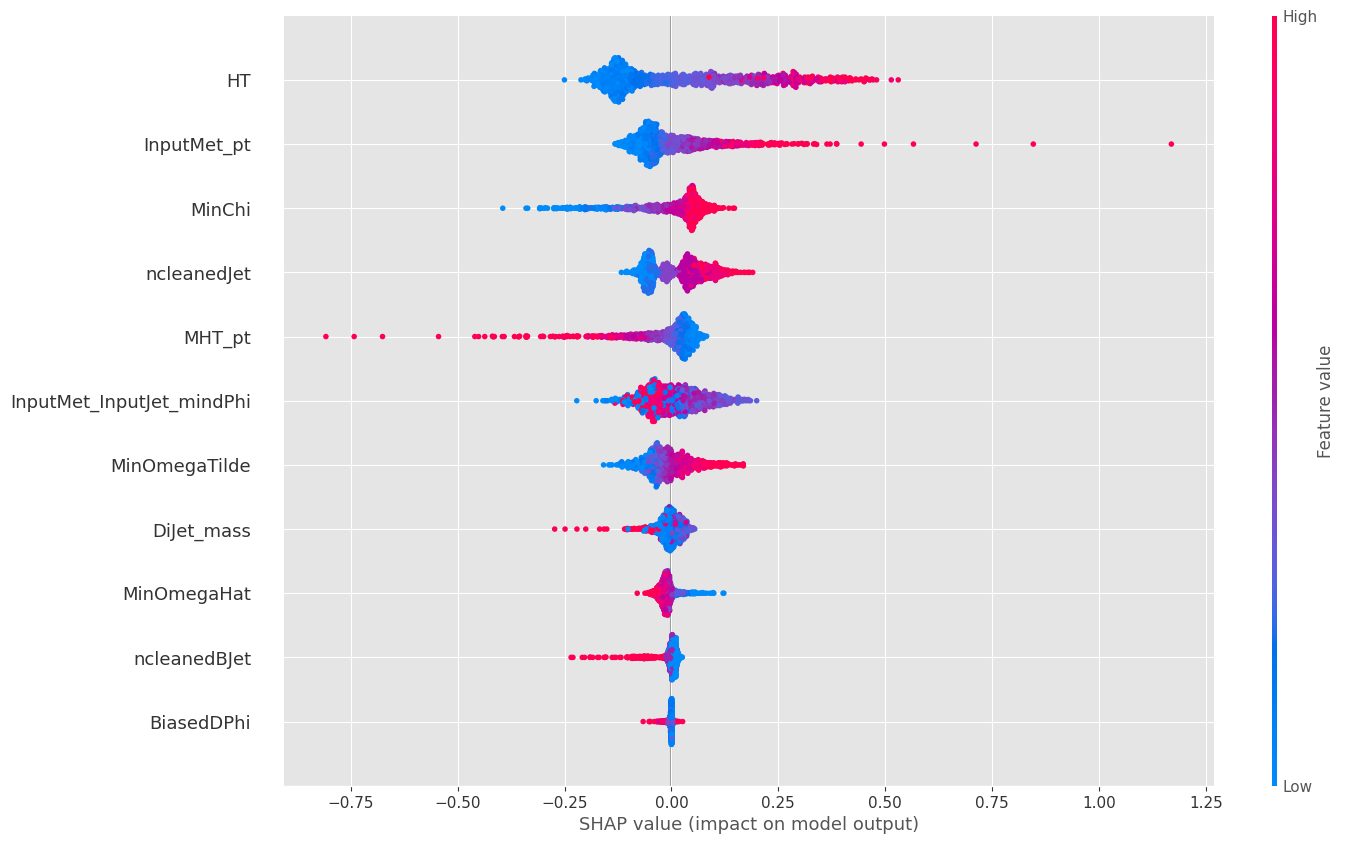 High
HT
InputMet_pt
MinChi
ncleanedJet
MHT_pt
InputMet_InputJet_mindPhi
MinOmegaTilde
DiJet_mass
MinOmegaHat
ncleanedBJet
BiasedDPhi
Feature value
Low
−0.75 −0.50 −0.25 0.00 0.25 0.50 0.75 1.00 1.25
SHAP value (impact on model output)